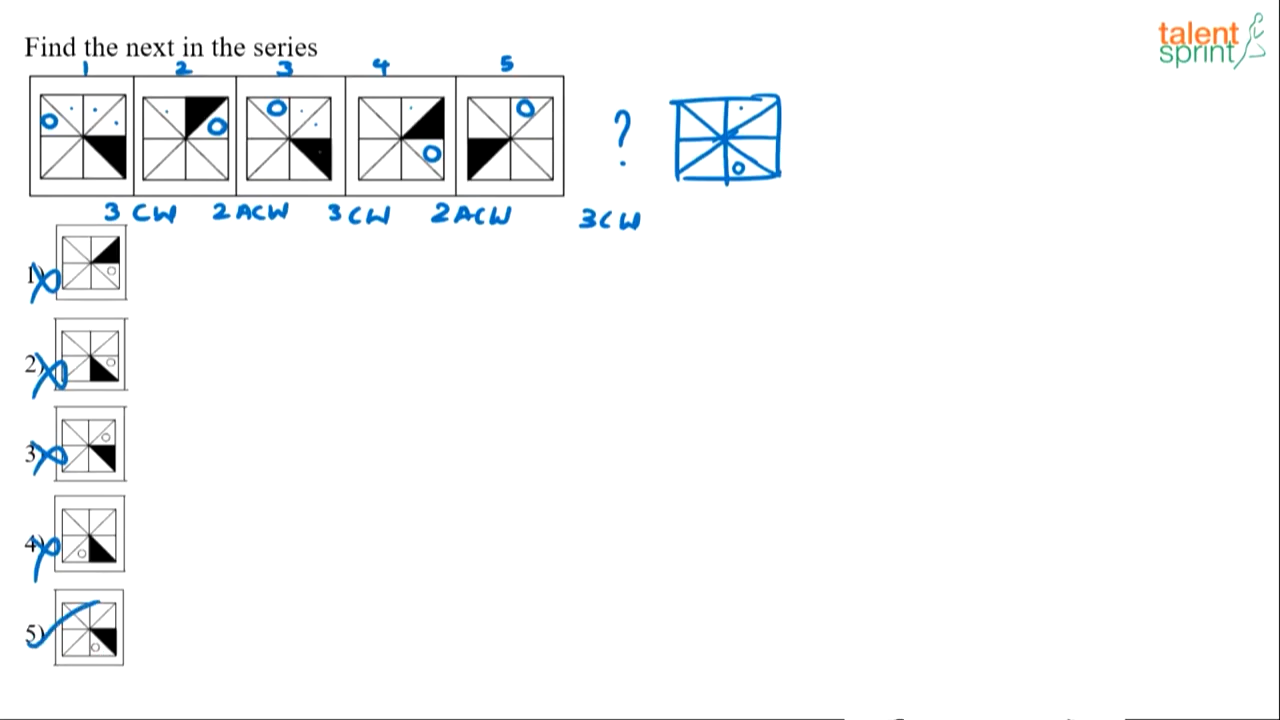 talent
sprint
Find the next in the series
1 2 3 4 5
?
3 CW 2 ACW 3 CW 2 ACW 3 CW
1)
2)
3)
4)
5)